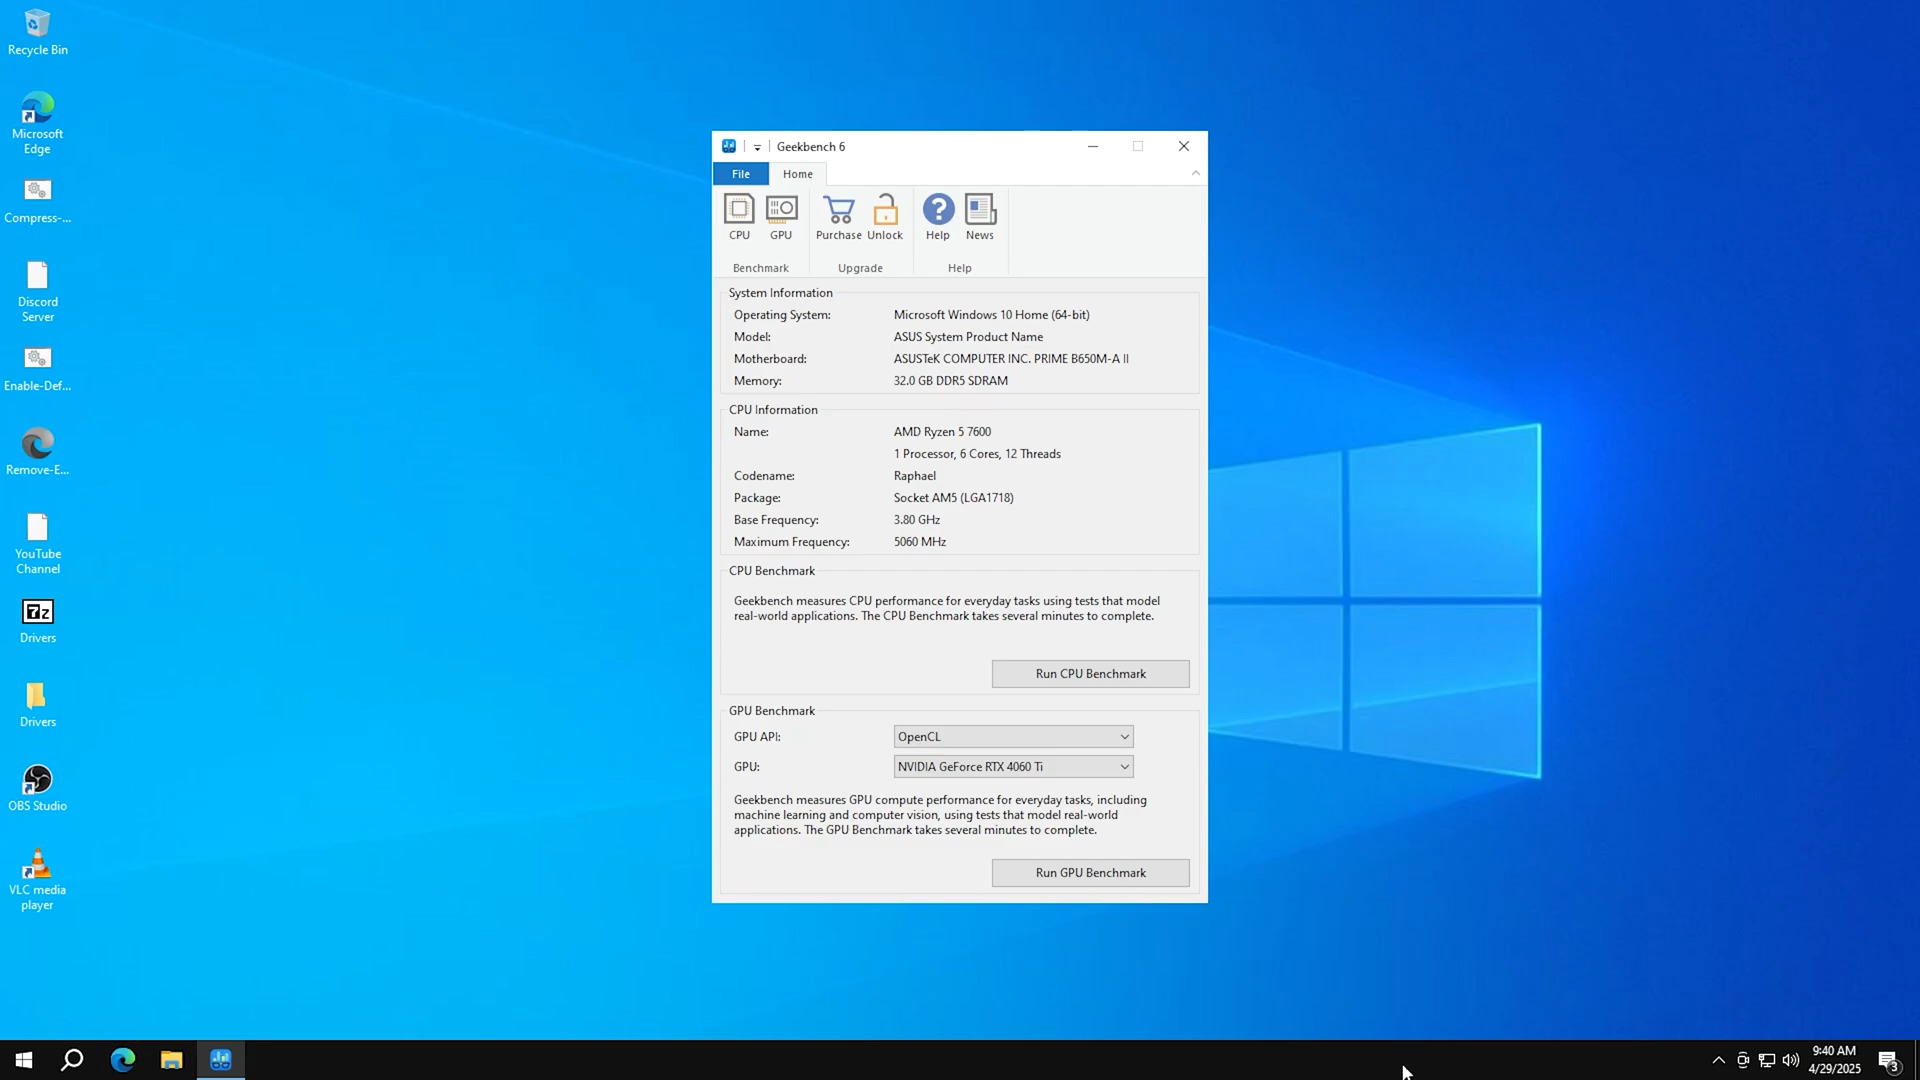 Recycle Bin
Microsoft
Edge
Compress-...
Discord
Server
Enable-Def...
Remove-E...
YouTube
Channel
7z
Drivers
Drivers
OBS Studio
VLC media
player
Geekbench 6
File
Home
CPU
GPU
Purchase
Unlock
Help
News
Benchmark
Upgrade
Help
System Information
Operating System: Microsoft Windows 10 Home (64-bit)
Model: ASUS System Product Name
Motherboard: ASUSTeK COMPUTER INC. PRIME B650M-A II
Memory: 32.0 GB DDR5 SDRAM
CPU Information
Name: AMD Ryzen 5 7600
1 Processor, 6 Cores, 12 Threads
Codename: Raphael
Package: Socket AM5 (LGA1718)
Base Frequency: 3.80 GHz
Maximum Frequency: 5060 MHz
CPU Benchmark
Geekbench measures CPU performance for everyday tasks using tests that model
real-world applications. The CPU Benchmark takes several minutes to complete.
Run CPU Benchmark
GPU Benchmark
GPU API: OpenCL
GPU: NVIDIA GeForce RTX 4060 Ti
Geekbench measures GPU compute performance for everyday tasks, including
machine learning and computer vision, using tests that model real-world
applications. The GPU Benchmark takes several minutes to complete.
Run GPU Benchmark
9:40 AM
4/29/2025
3